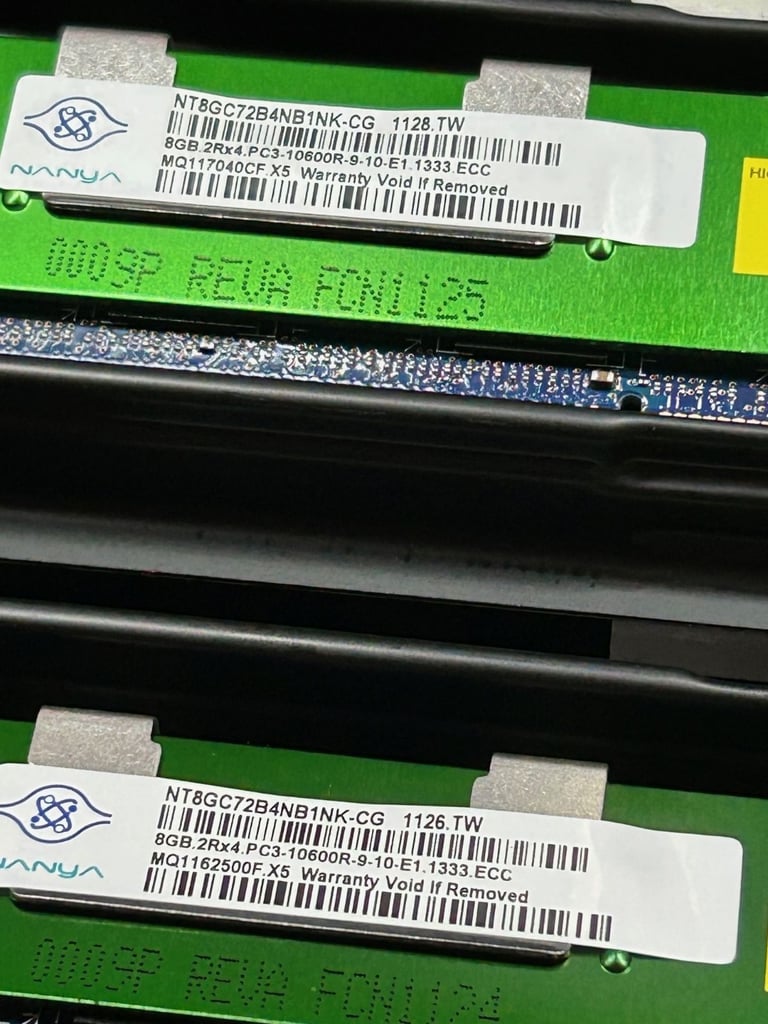 NT8GC72B4NB1NK-CG 1128.TW
8GB.2Rx4.PC3-10600R-9-10-E1.1333.ECC
MQ117040CF.X5 Warranty Void If Removed
NANYA
0009P REVA FCN1125
NT8GC72B4NB1NK-CG 1126.TW
8GB.2Rx4.PC3-10600R-9-10-E1.1333.ECC
MQ1162500F.X5 Warranty Void If Removed
NANYA
0009P REVA FCN1124